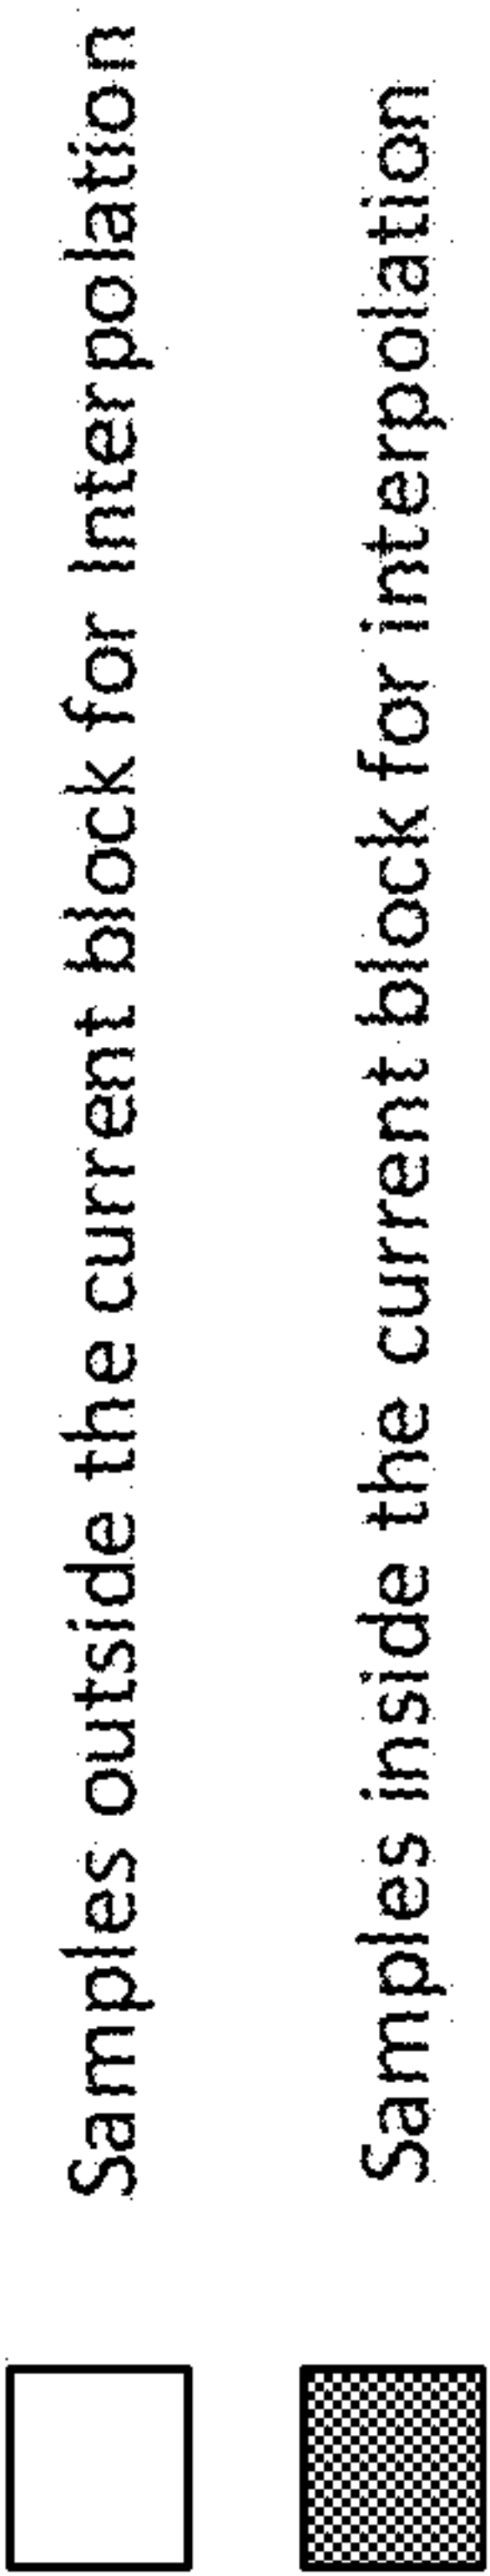 Samples outside the current block for Interpolation
Samples inside the current block for interpolation